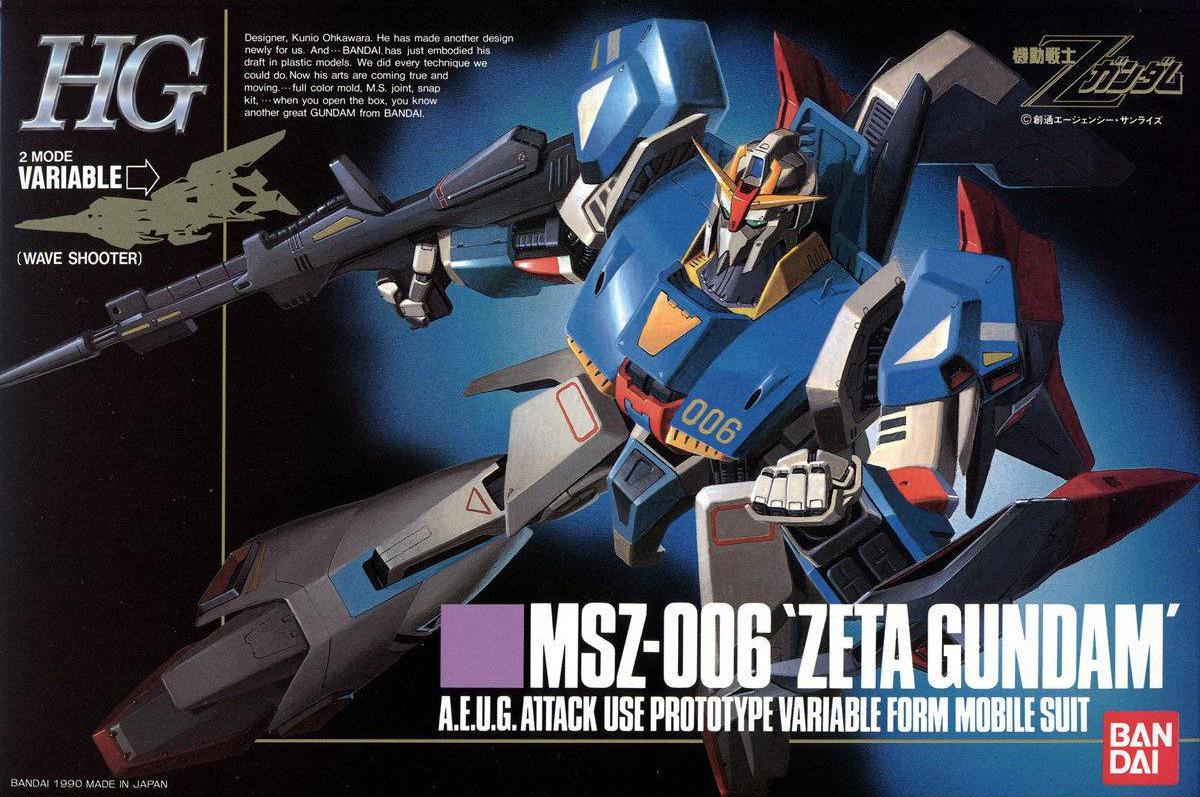 HG
Designer, Kunio Ohkawara. He has made another design
newly for us. And… BANDAI, has just embodied his
draft in plastic models. We did every technique we
could do. Now his arts are coming true and
moving.…full color mold, M.S. joint, snap
kit, …when you open the box, you know
another great GUNDAM from BANDAI.
機動戦士
Ζガンダム
©創通エージェンシー・サンライズ
2 MODE
VARIABLE
(WAVE SHOOTER)
006
MSZ-006 'ZETA GUNDAM'
A.E.U.G. ATTACK USE PROTOTYPE VARIABLE FORM MOBILE SUIT
BAN
DAI
BANDAI 1990 MADE IN JAPAN